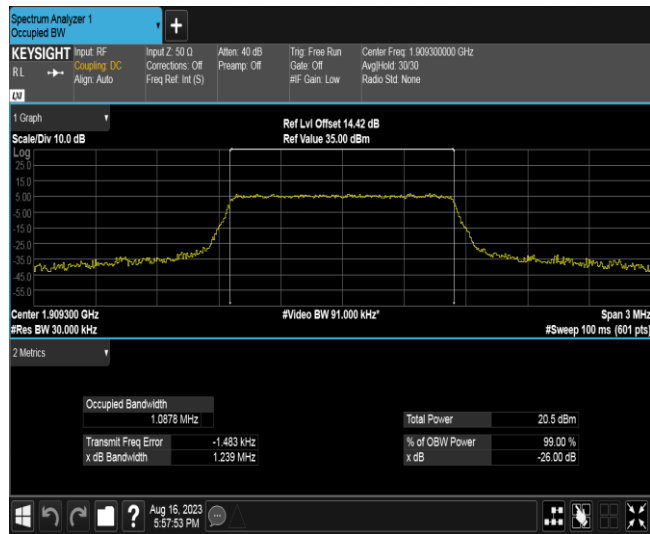 Spectrum Analyzer 1
Occupied BW
+
KEYSIGHT
RL
LXI
Input: RF
Coupling: DC
Align: Auto
Input Z: 50 Ω
Corrections: Off
Freq Ref: Int (S)
Atten: 40 dB
Preamp: Off
Trig: Free Run
Gate: Off
#IF Gain: Low
Center Freq: 1.909300000 GHz
Avg|Hold: 30/30
Radio Std: None
1 Graph
Scale/Div 10.0 dB
Ref Lvl Offset 14.42 dB
Ref Value 35.00 dBm
Log
25.0
15.0
5.00
-5.00
-15.0
-25.0
-35.0
-45.0
-55.0
Center 1.909300 GHz
#Res BW 30.000 kHz
#Video BW 91.000 kHz*
Span 3 MHz
#Sweep 100 ms (601 pts)
2 Metrics
Occupied Bandwidth
1.0878 MHz
Transmit Freq Error -1.483 kHz
x dB Bandwidth 1.239 MHz
Total Power 20.5 dBm
% of OBW Power 99.00 %
x dB -26.00 dB
?
Aug 16, 2023
5:57:53 PM